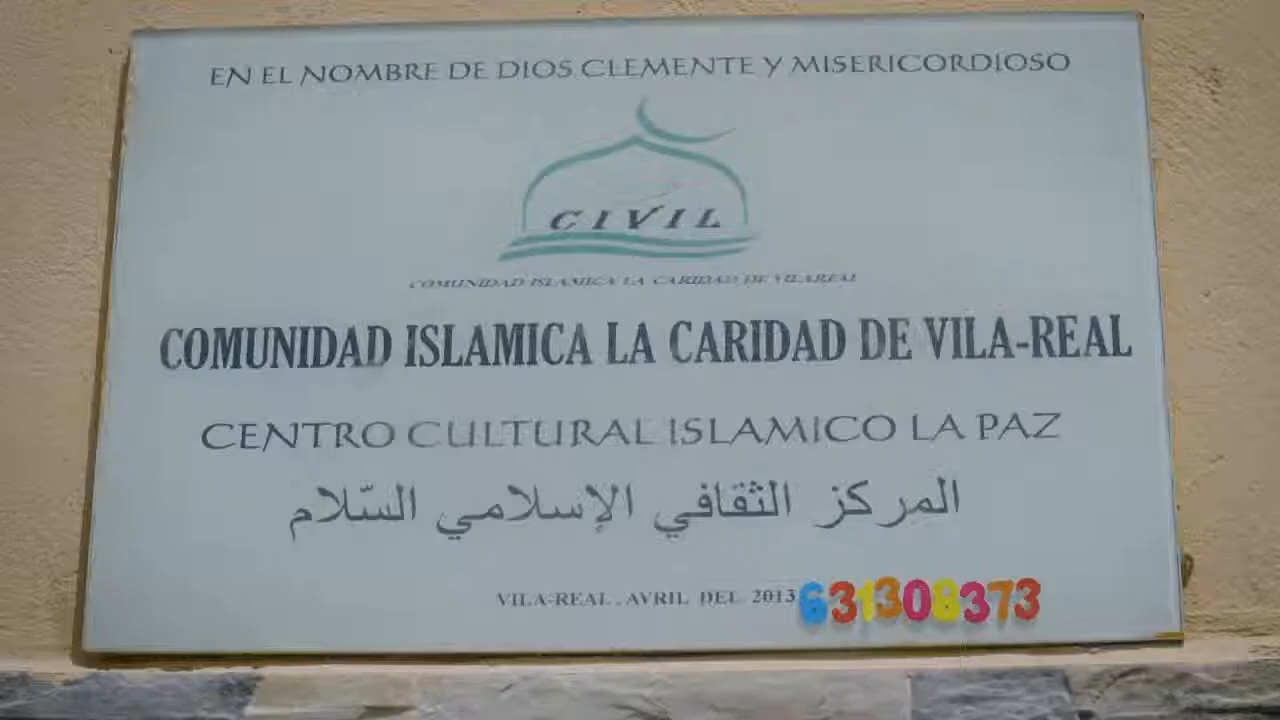 EN EL NOMBRE DE DIOS CLEMENTE Y MISERICORDIOSO
CIVIL
COMUNIDAD ISLAMICA LA CARIDAD DE VILAREAL
COMUNIDAD ISLAMICA LA CARIDAD DE VILA-REAL
CENTRO CULTURAL ISLAMICO LA PAZ
المركز الثقافي الإسلامي السّلام
VILA-REAL . AVRIL DEL 2013 631308373